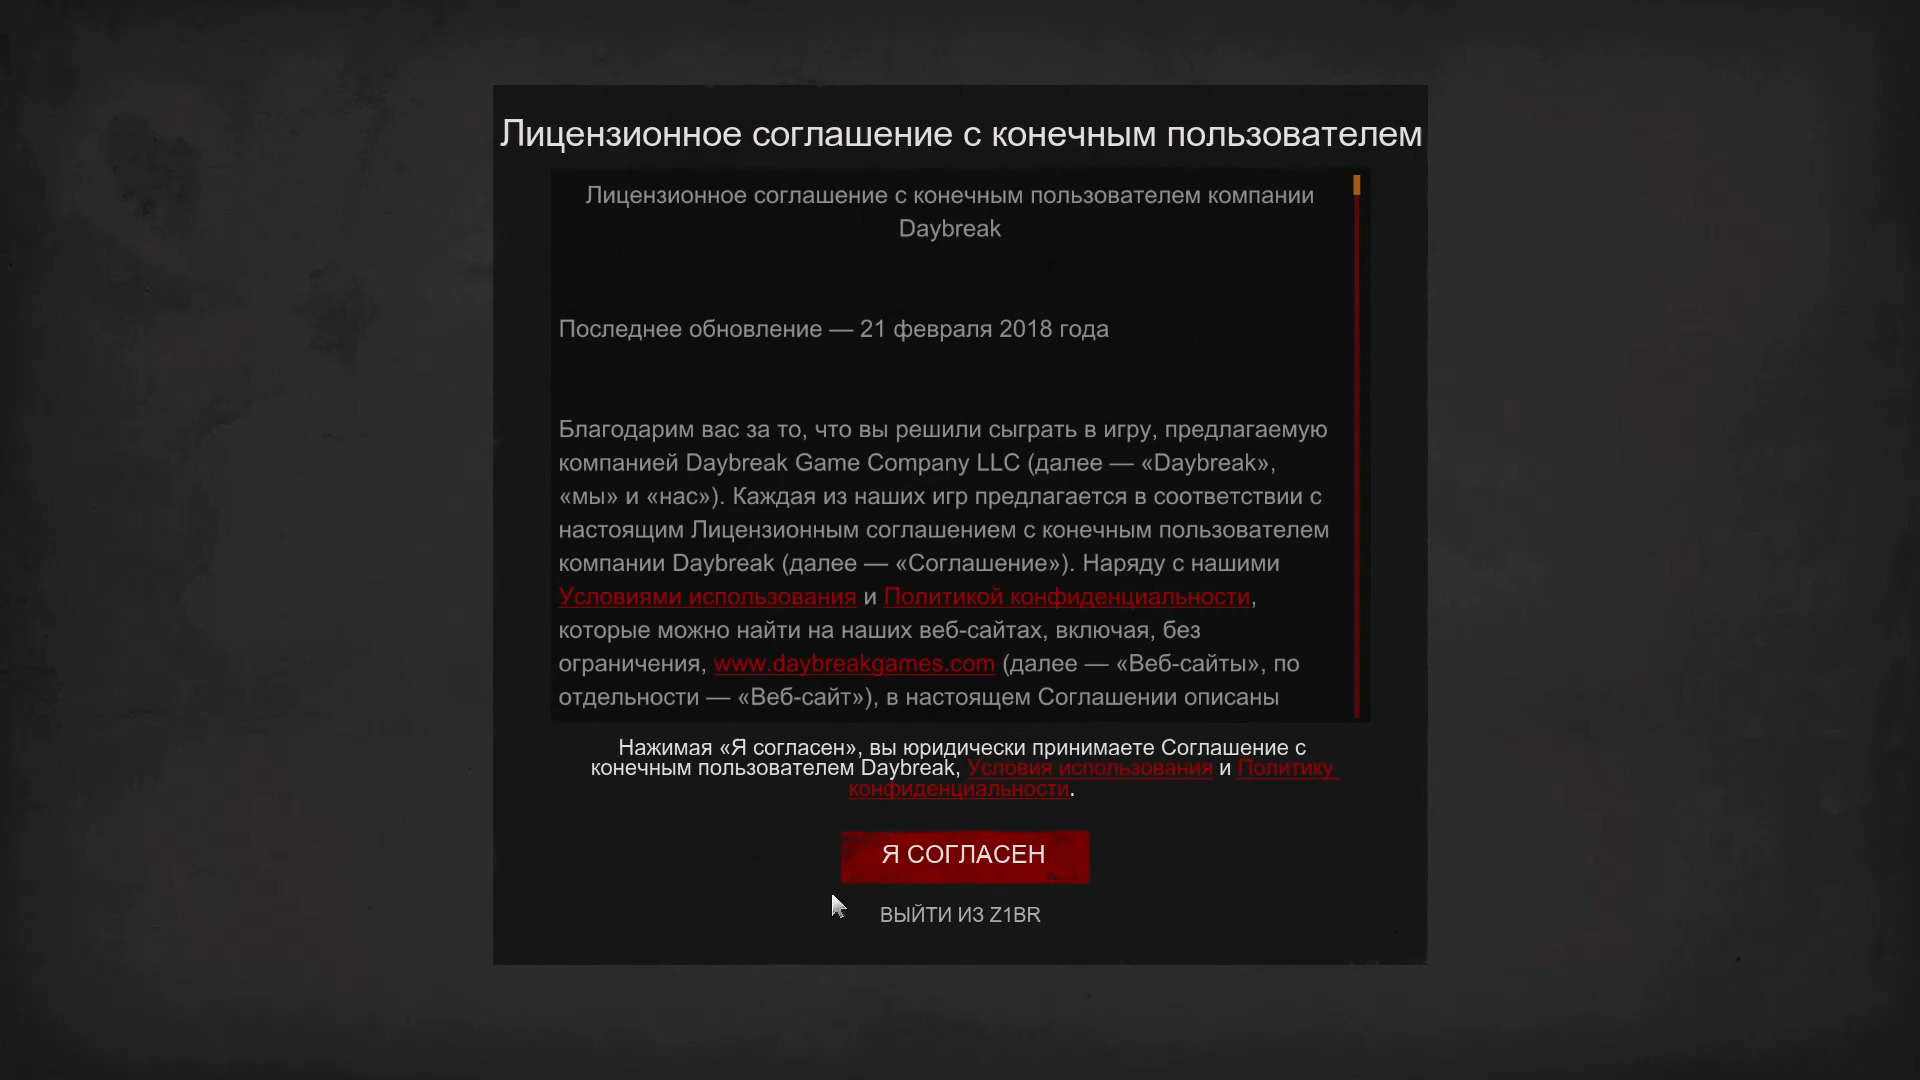 Лицензионное соглашение с конечным пользователем
Лицензионное соглашение с конечным пользователем компании
Daybreak
Последнее обновление — 21 февраля 2018 года
Благодарим вас за то, что вы решили сыграть в игру, предлагаемую
компанией Daybreak Game Company LLC (далее — «Daybreak»,
«мы» и «нас»). Каждая из наших игр предлагается в соответствии с
настоящим Лицензионным соглашением с конечным пользователем
компании Daybreak (далее — «Соглашение»). Наряду с нашими
Условиями использования и Политикой конфиденциальности,
которые можно найти на наших веб-сайтах, включая, без
ограничения, www.daybreakgames.com (далее — «Веб-сайты», по
отдельности — «Веб-сайт»), в настоящем Соглашении описаны
Нажимая «Я согласен», вы юридически принимаете Соглашение с
конечным пользователем Daybreak, Условия использования и Политику
конфиденциальности.
Я СОГЛАСЕН
ВЫЙТИ ИЗ Z1BR